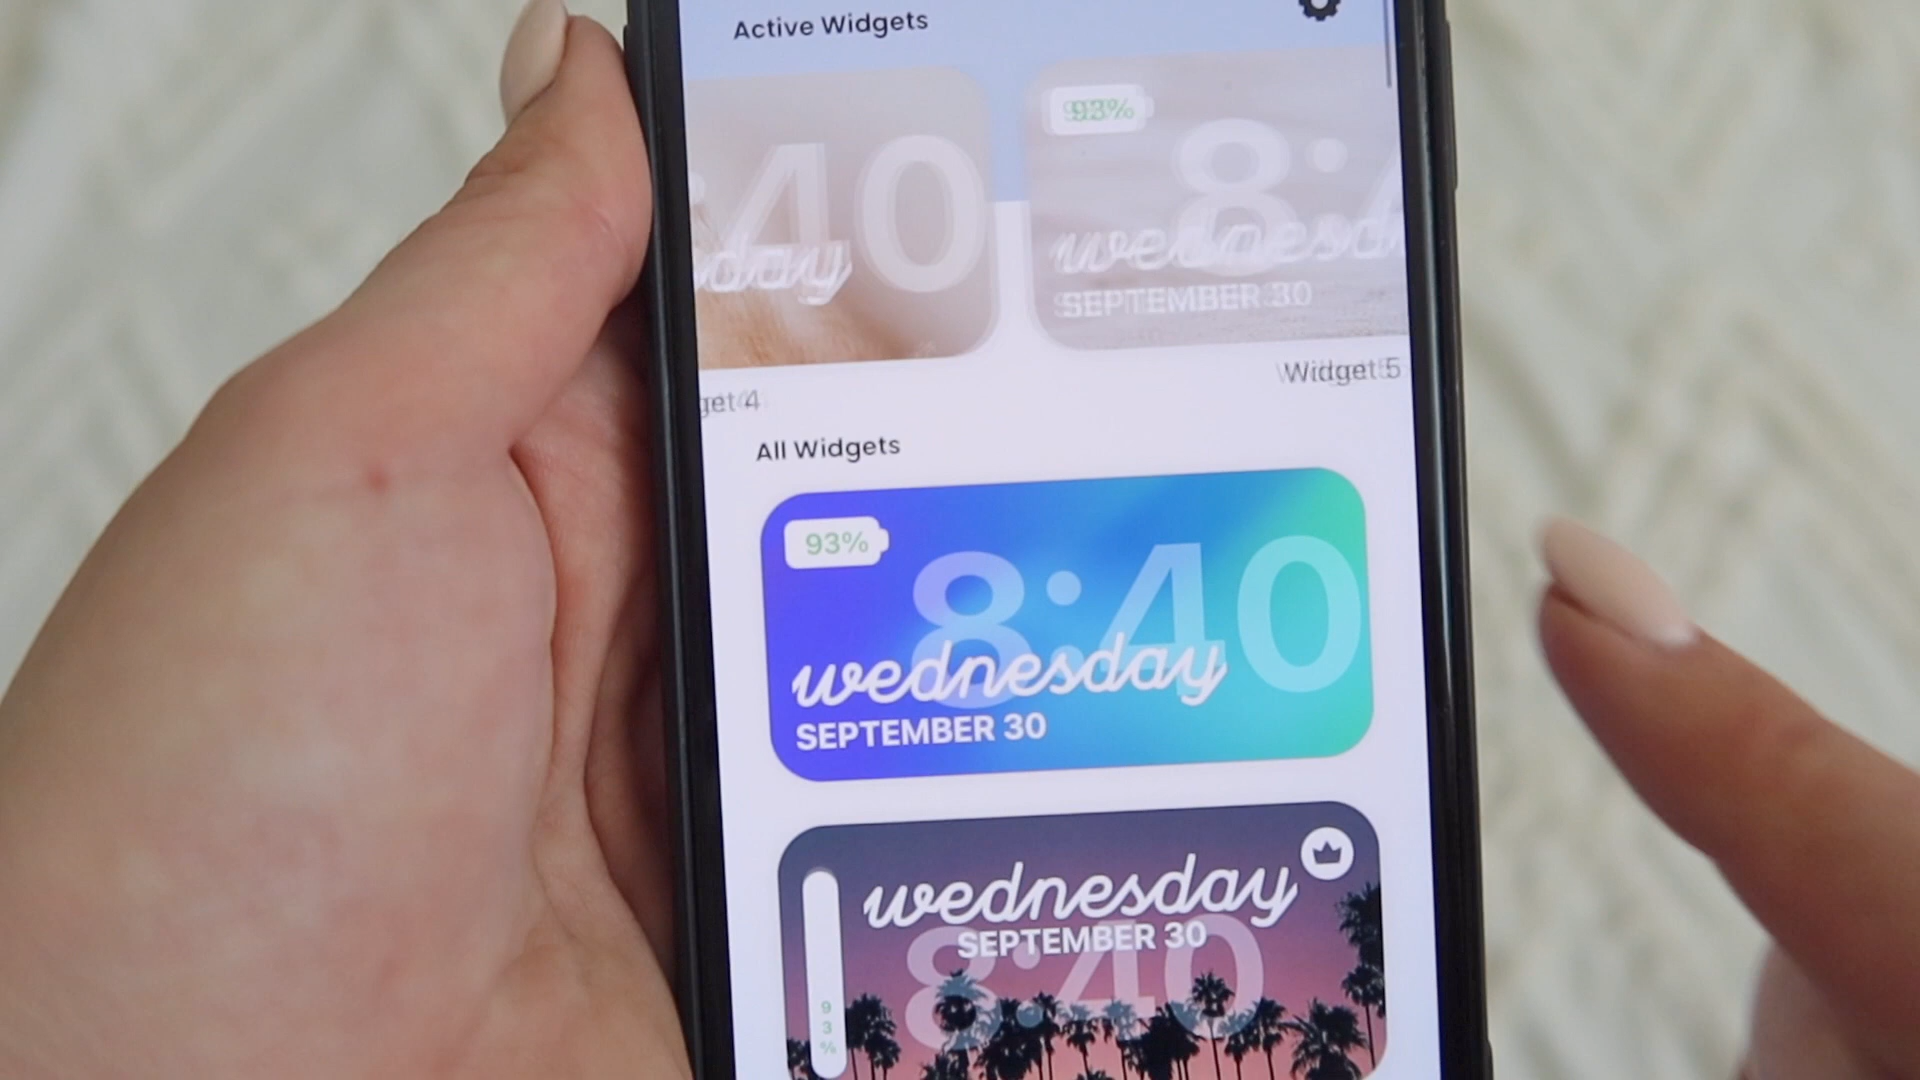 Active Widgets
:40
day
93%
8:4
wednesd
SEPTEMBER 30
get 4
Widget 5
All Widgets
93%
8:40
wednesday
SEPTEMBER 30
wednesday
SEPTEMBER 30
8:40
93%